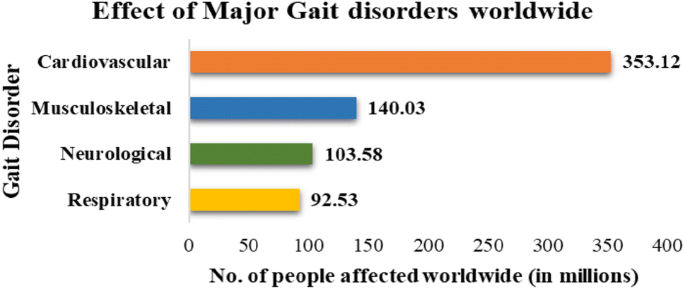 Effect of Major Gait disorders worldwide
Gait Disorder
Cardiovascular 353.12
Musculoskeletal 140.03
Neurological 103.58
Respiratory 92.53
0 50 100 150 200 250 300 350 400
No. of people affected worldwide (in millions)